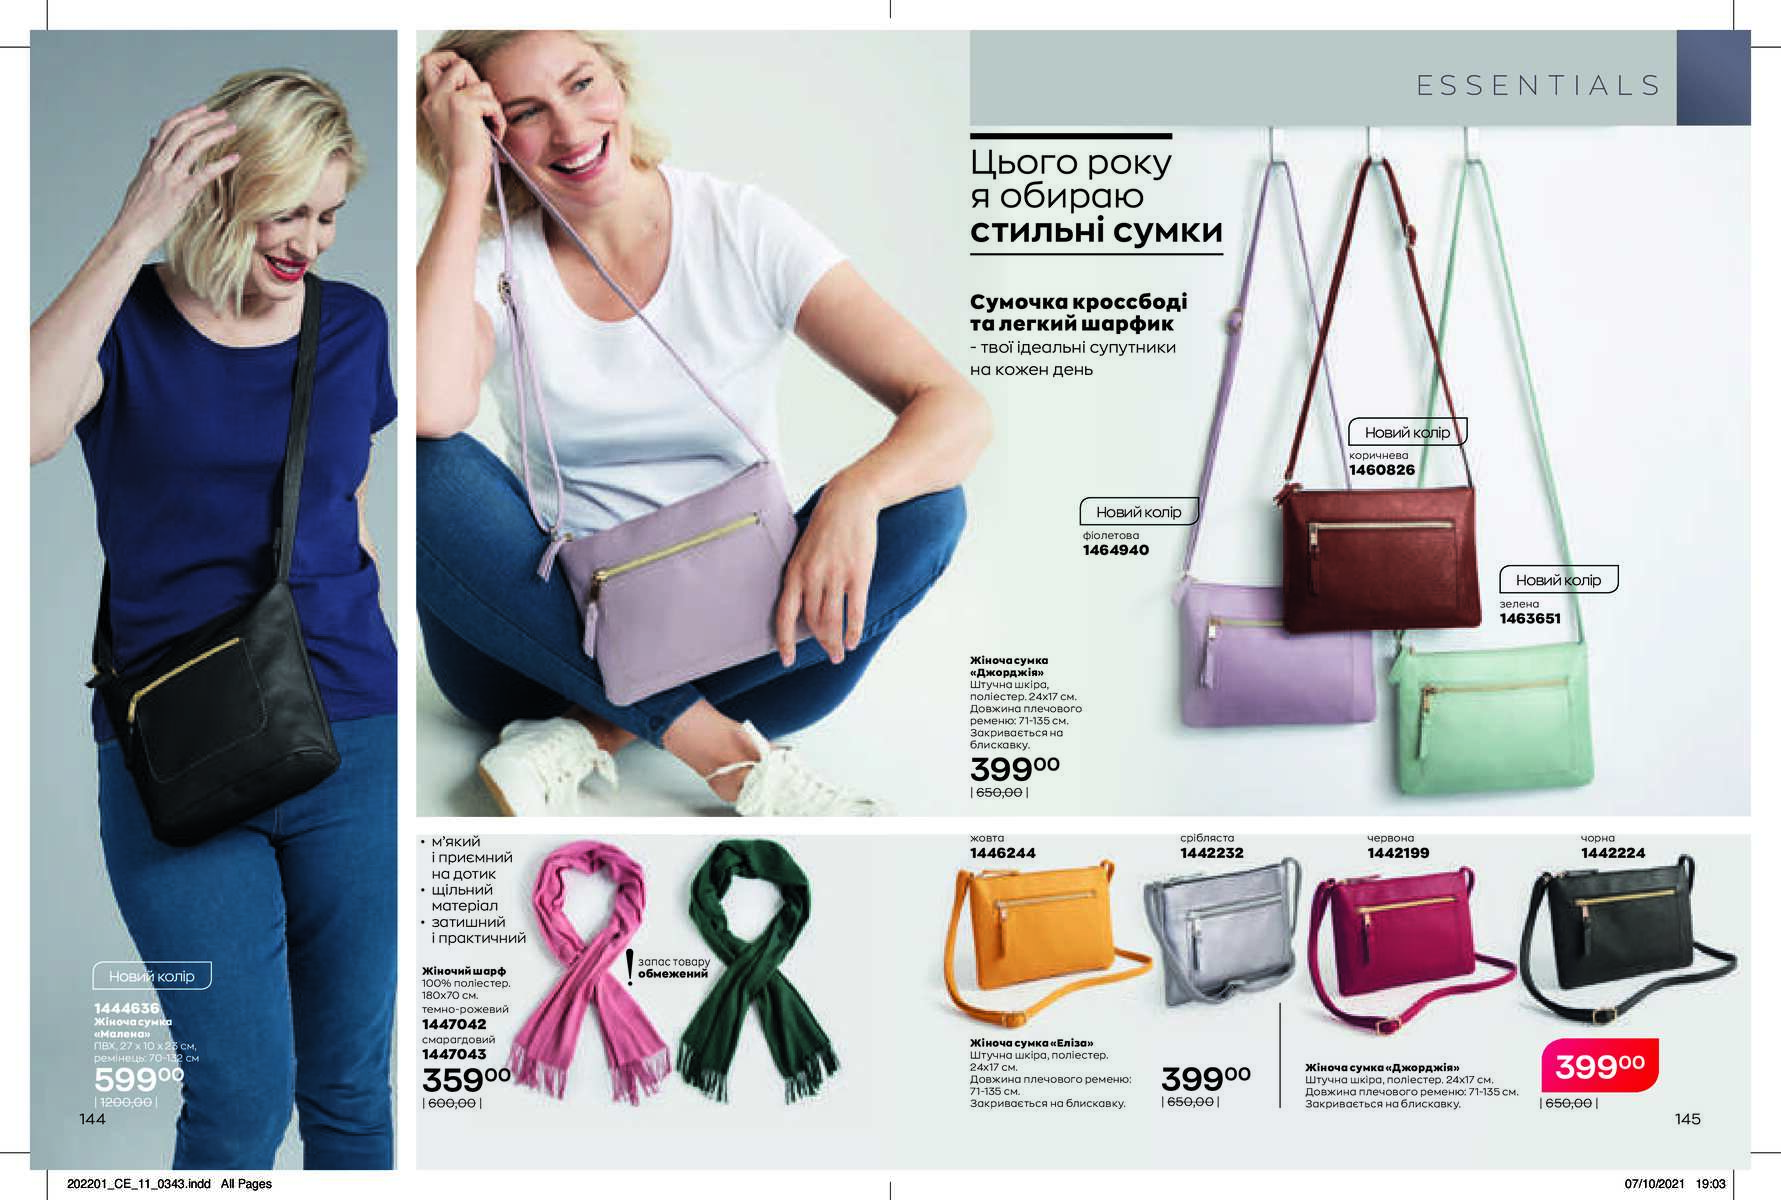 ESSENTIALS
Цього року
я обираю
стильні сумки
Сумочка кроссбоді
та легкий шарфик
- твої ідеальні супутники
на кожен день
Новий колір
коричнева
1460826
Новий колір
фіолетова
1464940
Новий колір
зелена
1463651
Жіноча сумка
«Джорджія»
Штучна шкіра,
поліестер. 24x17 см.
Довжина плечового
ременю: 71-135 см.
Закривається на
блискавку.
399⁰⁰
| 650,00 |
Новий колір
1444636
Жіноча сумка
«Малена»
ПВХ, 27 x 10 x 23 см,
ремінець: 70-132 см
599⁰⁰
| 1200,00 |
144
• м’який
і приємний
на дотик
• щільний
матеріал
• затишний
і практичний
Жіночий шарф
100% поліестер.
180x70 см.
темно-рожевий
1447042
смарагдовий
1447043
359⁰⁰
| 600,00 |
! запас товару
обмежений
жовта
1446244
срібляста
1442232
червона
1442199
чорна
1442224
Жіноча сумка «Еліза»
Штучна шкіра, поліестер.
24x17 см.
Довжина плечового ременю:
71-135 см.
Закривається на блискавку.
399⁰⁰
| 650,00 |
Жіноча сумка «Джорджія»
Штучна шкіра, поліестер. 24x17 см.
Довжина плечового ременю: 71-135 см.
Закривається на блискавку.
399⁰⁰
| 650,00 |
145
202201_CE_11_0343.indd All Pages
07/10/2021 19:03